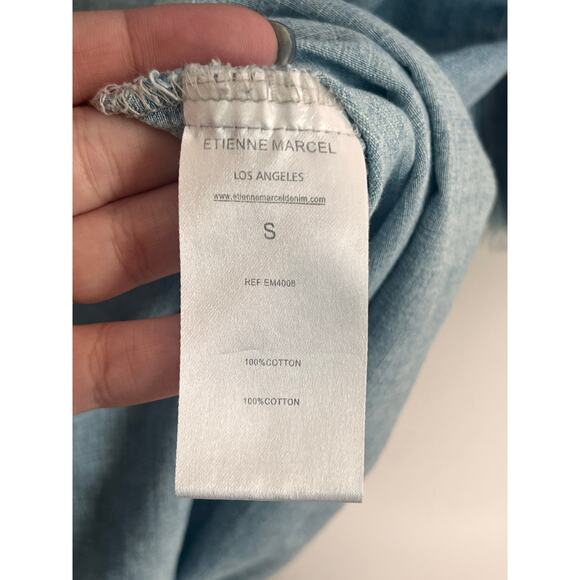 ETIENNE MARCEL
LOS ANGELES
www.etiennemarceldenim.com
S
REF EM4008
100%COTTON
100%COTTON